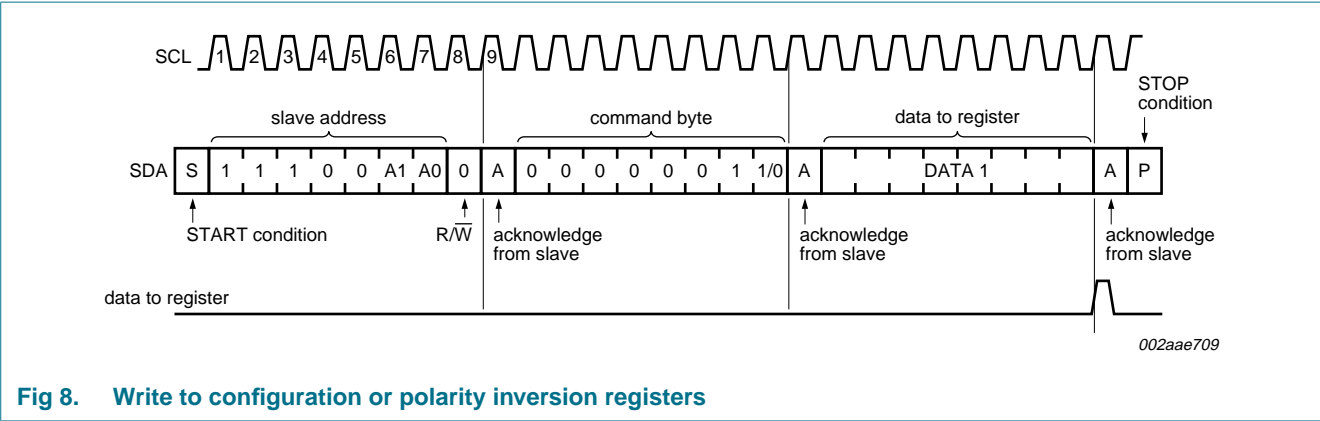 SCL 1 2 3 4 5 6 7 8 9
STOP
condition
slave address command byte data to register
SDA S 1 1 1 0 0 A1 A0 0 A 0 0 0 0 0 0 1 1/0 A DATA 1 A P
START condition R/W̅ acknowledge from slave acknowledge from slave acknowledge from slave
data to register
002aae709
Fig 8. Write to configuration or polarity inversion registers